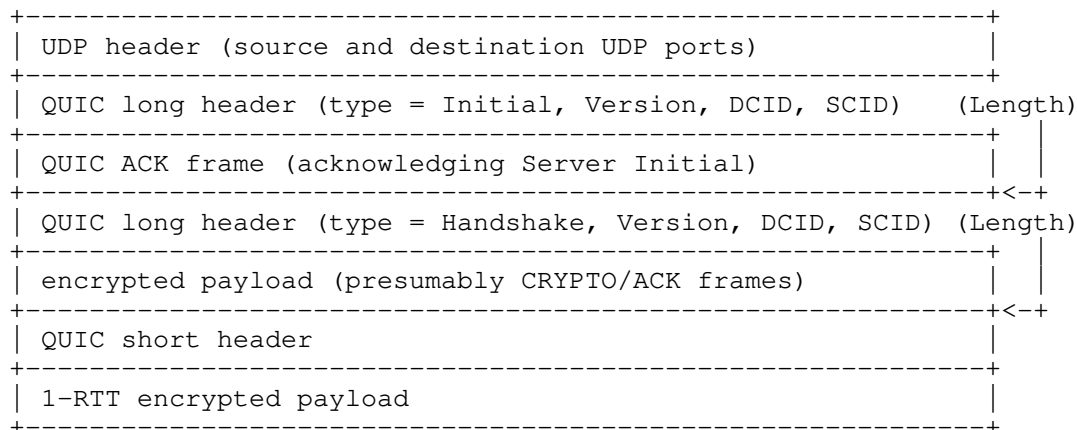 +------------------------------------------------------------+
| UDP header (source and destination UDP ports)              |
+------------------------------------------------------------+
| QUIC long header (type = Initial, Version, DCID, SCID)   (Length)
+------------------------------------------------------------+  |
| QUIC ACK frame (acknowledging Server Initial)              |  |
+------------------------------------------------------------+<-+
| QUIC long header (type = Handshake, Version, DCID, SCID) (Length)
+------------------------------------------------------------+  |
| encrypted payload (presumably CRYPTO/ACK frames)           |  |
+------------------------------------------------------------+<-+
| QUIC short header                                          |
+------------------------------------------------------------+
| 1-RTT encrypted payload                                    |
+------------------------------------------------------------+